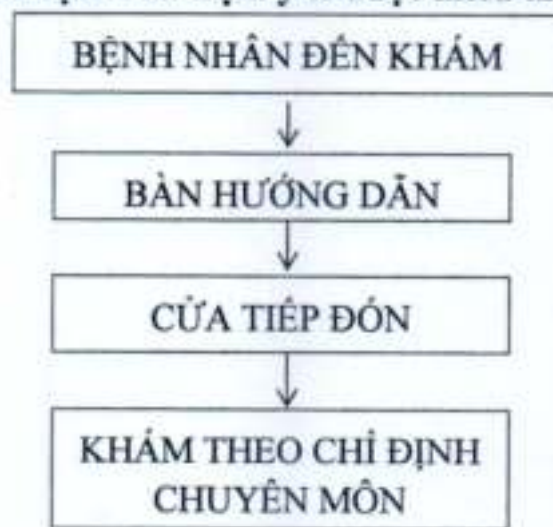 BỆNH NHÂN ĐẾN KHÁM
BÀN HƯỚNG DẪN
CỬA TIẾP ĐÓN
KHÁM THEO CHỈ ĐỊNH
CHUYÊN MÔN